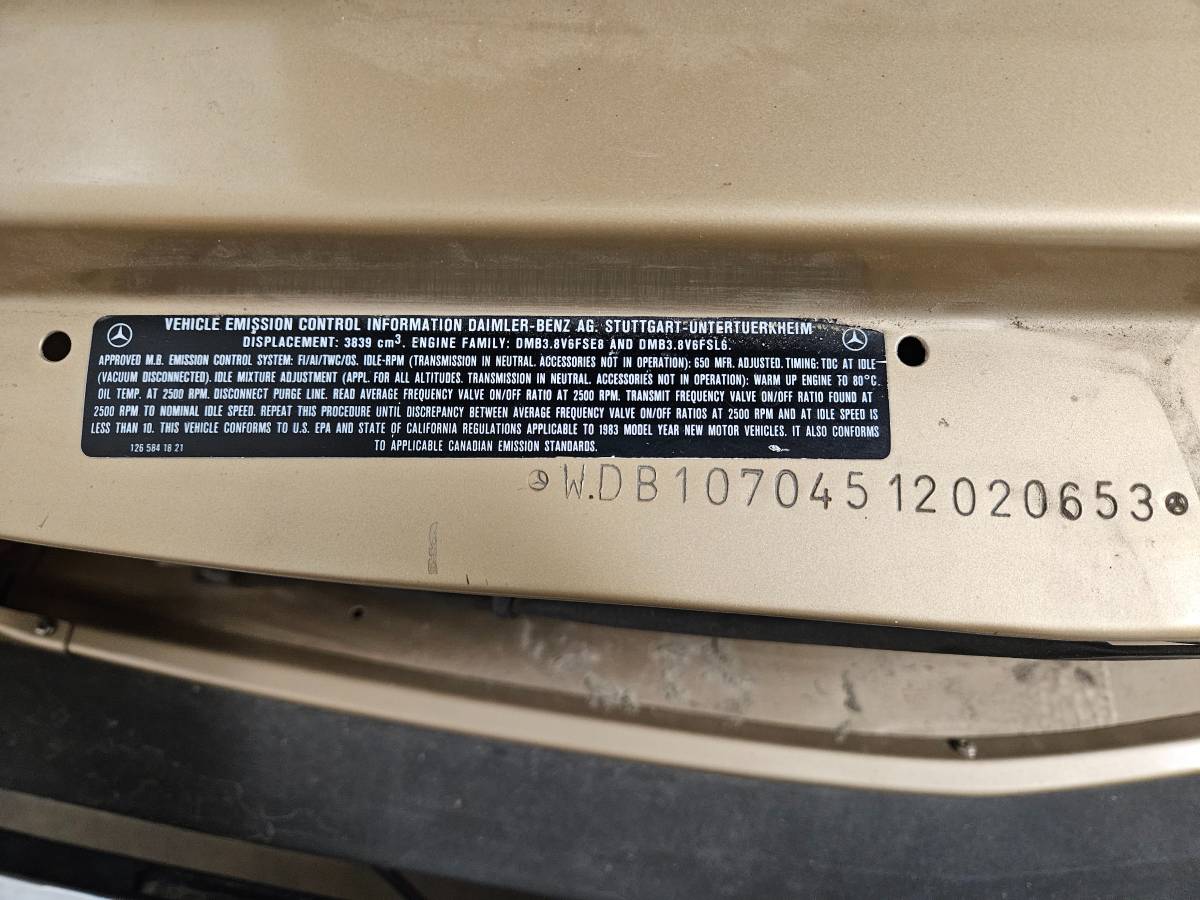 VEHICLE EMISSION CONTROL INFORMATION DAIMLER-BENZ AG. STUTTGART-UNTERTUERKHEIM
DISPLACEMENT: 3839 cm³. ENGINE FAMILY: DMB3.8V6FSE8 AND DMB3.8V6FSL6.
APPROVED M.B. EMISSION CONTROL SYSTEM: FI/AI/TWC/OS. IDLE-RPM (TRANSMISSION IN NEUTRAL. ACCESSORIES NOT IN OPERATION): 650 MFR. ADJUSTED. TIMING: TDC AT IDLE
(VACUUM DISCONNECTED). IDLE MIXTURE ADJUSTMENT (APPL. FOR ALL ALTITUDES. TRANSMISSION IN NEUTRAL. ACCESSORIES NOT IN OPERATION): WARM UP ENGINE TO 80°C.
OIL TEMP. AT 2500 RPM. DISCONNECT PURGE LINE. READ AVERAGE FREQUENCY VALVE ON/OFF RATIO AT 2500 RPM. TRANSMIT FREQUENCY VALVE ON/OFF RATIO FOUND AT
2500 RPM TO NOMINAL IDLE SPEED. REPEAT THIS PROCEDURE UNTIL DISCREPANCY BETWEEN AVERAGE FREQUENCY VALVE ON/OFF RATIOS AT 2500 RPM AND AT IDLE SPEED IS
LESS THAN 10. THIS VEHICLE CONFORMS TO U.S. EPA AND STATE OF CALIFORNIA REGULATIONS APPLICABLE TO 1983 MODEL YEAR NEW MOTOR VEHICLES. IT ALSO CONFORMS
126 584 18 21 TO APPLICABLE CANADIAN EMISSION STANDARDS.
W.DB10704512020653